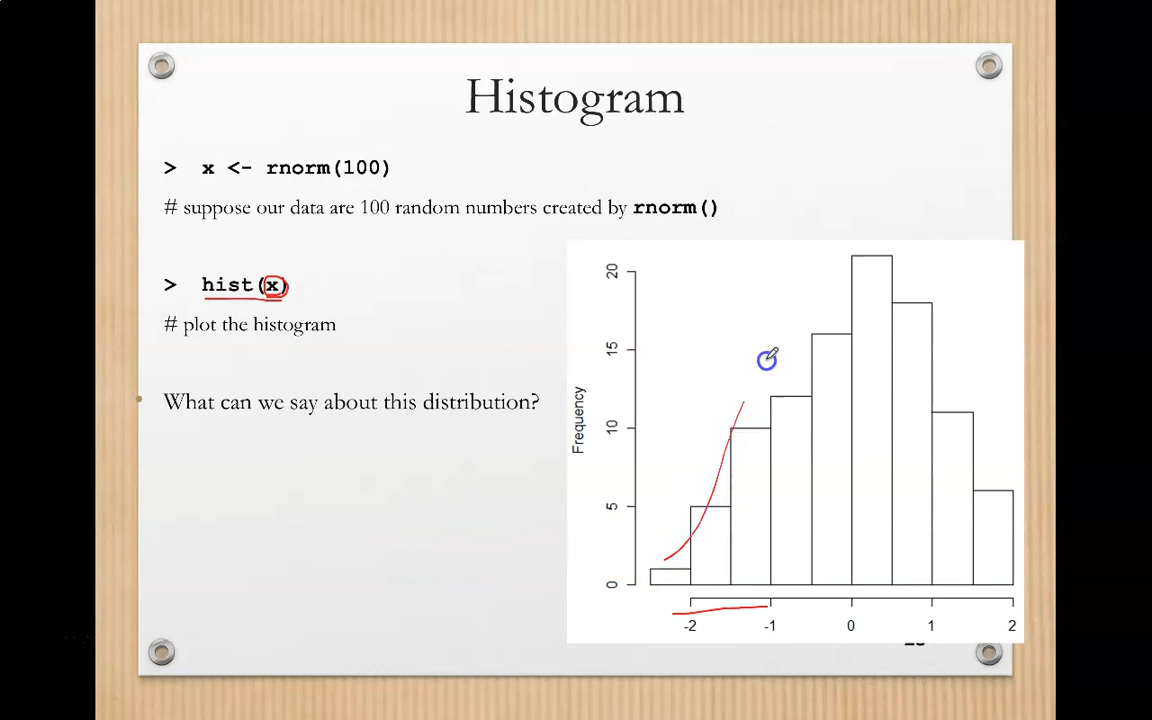 Histogram
> x <- rnorm(100)
# suppose our data are 100 random numbers created by rnorm()
> hist(x)
# plot the histogram
What can we say about this distribution?
Frequency
20
15
10
5
0
-2 -1 0 1 2